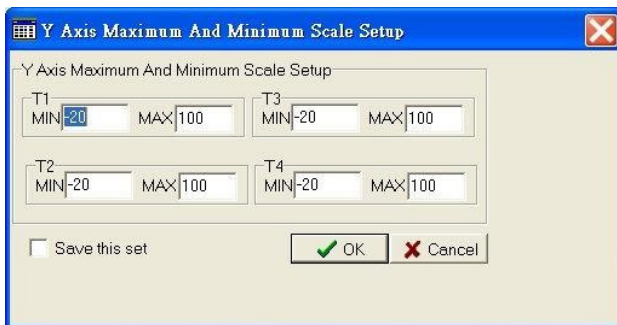 Y Axis Maximum And Minimum Scale Setup
Y Axis Maximum And Minimum Scale Setup
T1
MIN -20 MAX 100
T3
MIN -20 MAX 100
T2
MIN -20 MAX 100
T4
MIN -20 MAX 100
Save this set
OK
Cancel